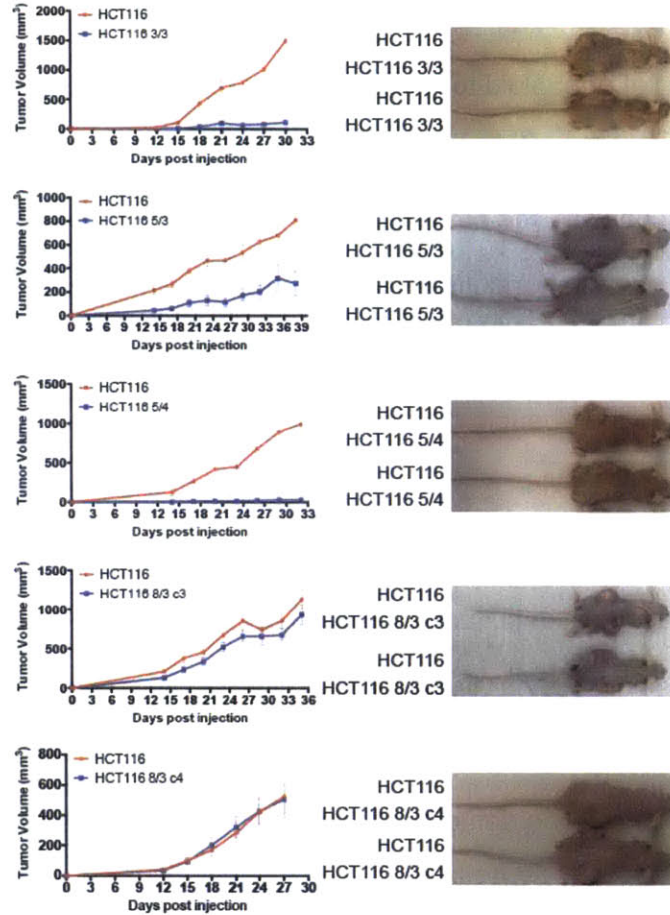 HCT116
HCT116 3/3
Tumor Volume (mm³)
2000
1500
1000
500
0
0 3 6 9 12 15 18 21 24 27 30 33
Days post injection
HCT116
HCT116 3/3
HCT116
HCT116 3/3
HCT116
HCT116 5/3
Tumor Volume (mm³)
1000
800
600
400
200
0
0 3 6 9 12 15 18 21 24 27 30 33 36 39
Days post injection
HCT116
HCT116 5/3
HCT116
HCT116 5/3
HCT116
HCT116 5/4
Tumor Volume (mm³)
1500
1000
500
0
0 3 6 9 12 15 18 21 24 27 30 33
Days post injection
HCT116
HCT116 5/4
HCT116
HCT116 5/4
HCT116
HCT116 8/3 c3
Tumor Volume (mm³)
1500
1000
500
0
0 3 6 9 12 15 18 21 24 27 30 33 36
Days post injection
HCT116
HCT116 8/3 c3
HCT116
HCT116 8/3 c3
HCT116
HCT116 8/3 c4
Tumor Volume (mm³)
800
600
400
200
0
0 3 6 9 12 15 18 21 24 27 30
Days post injection
HCT116
HCT116 8/3 c4
HCT116
HCT116 8/3 c4